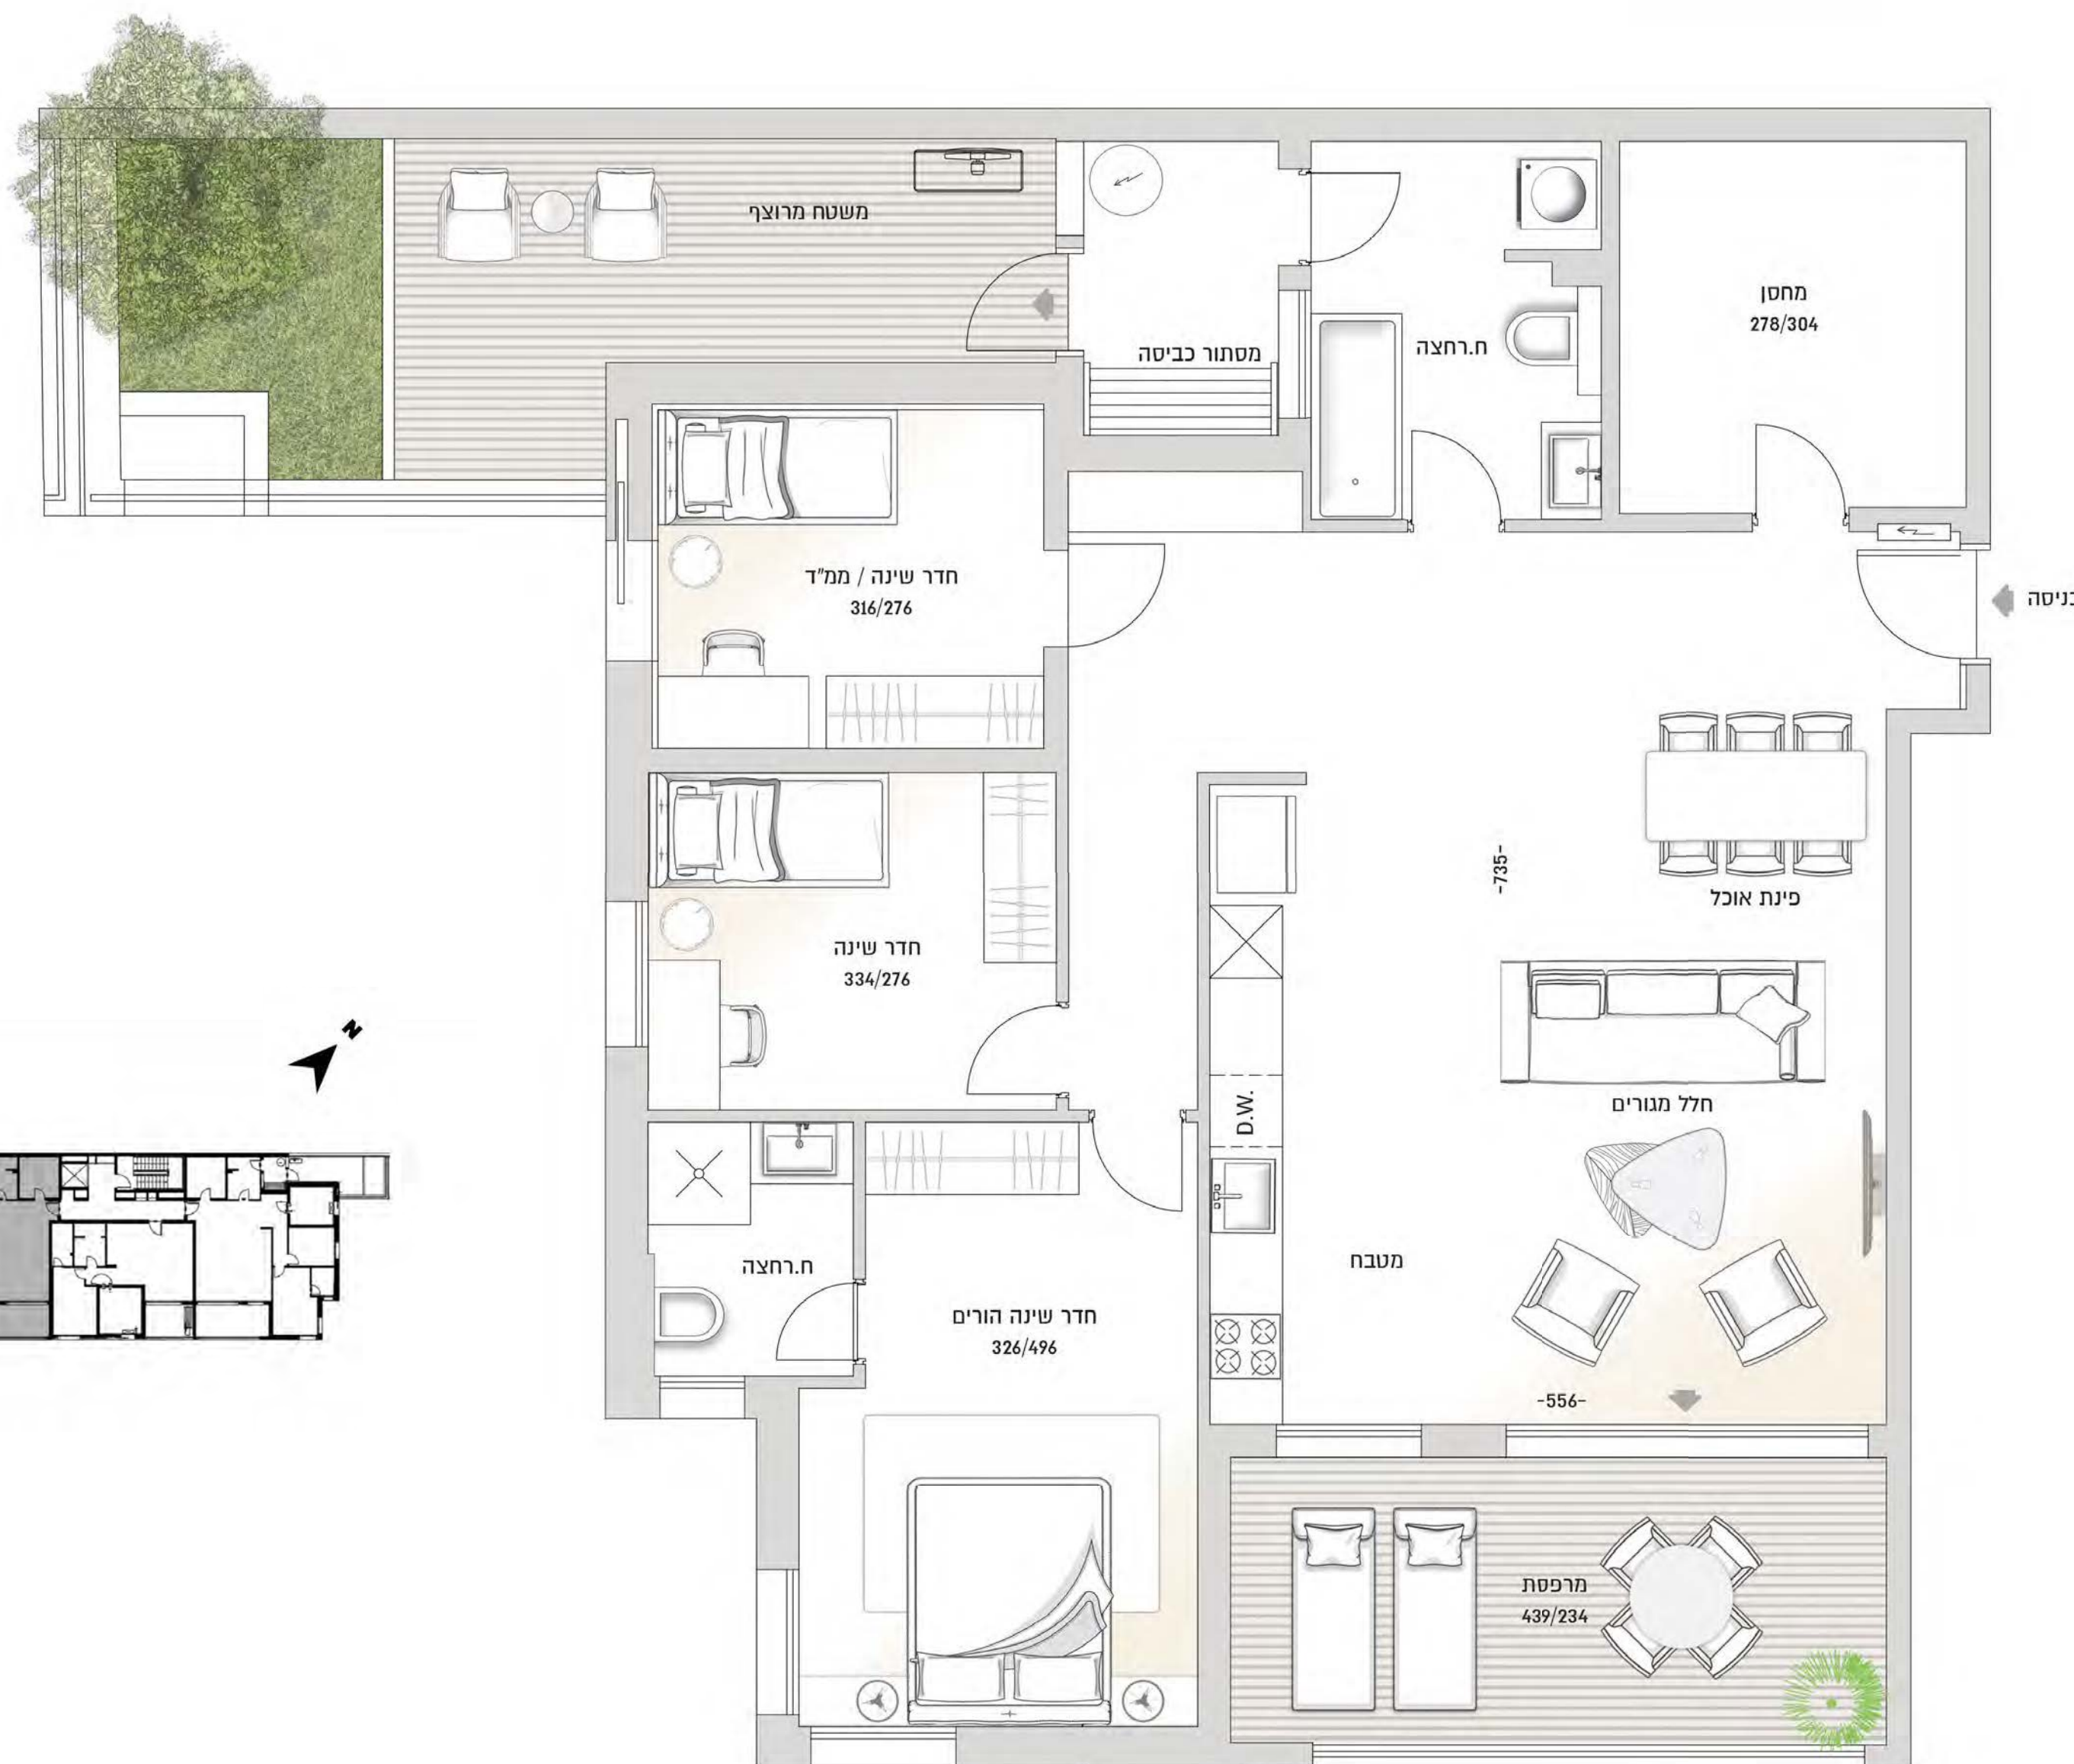 משטח מרוצף
מסתור כביסה
ח.רחצה
מחסן
278/304
חדר שינה / ממ"ד
316/276
פינת אוכל
-735-
חדר שינה
334/276
חלל מגורים
D.W.
מטבח
-556-
ח.רחצה
חדר שינה הורים
326/496
מרפסת
439/234
N